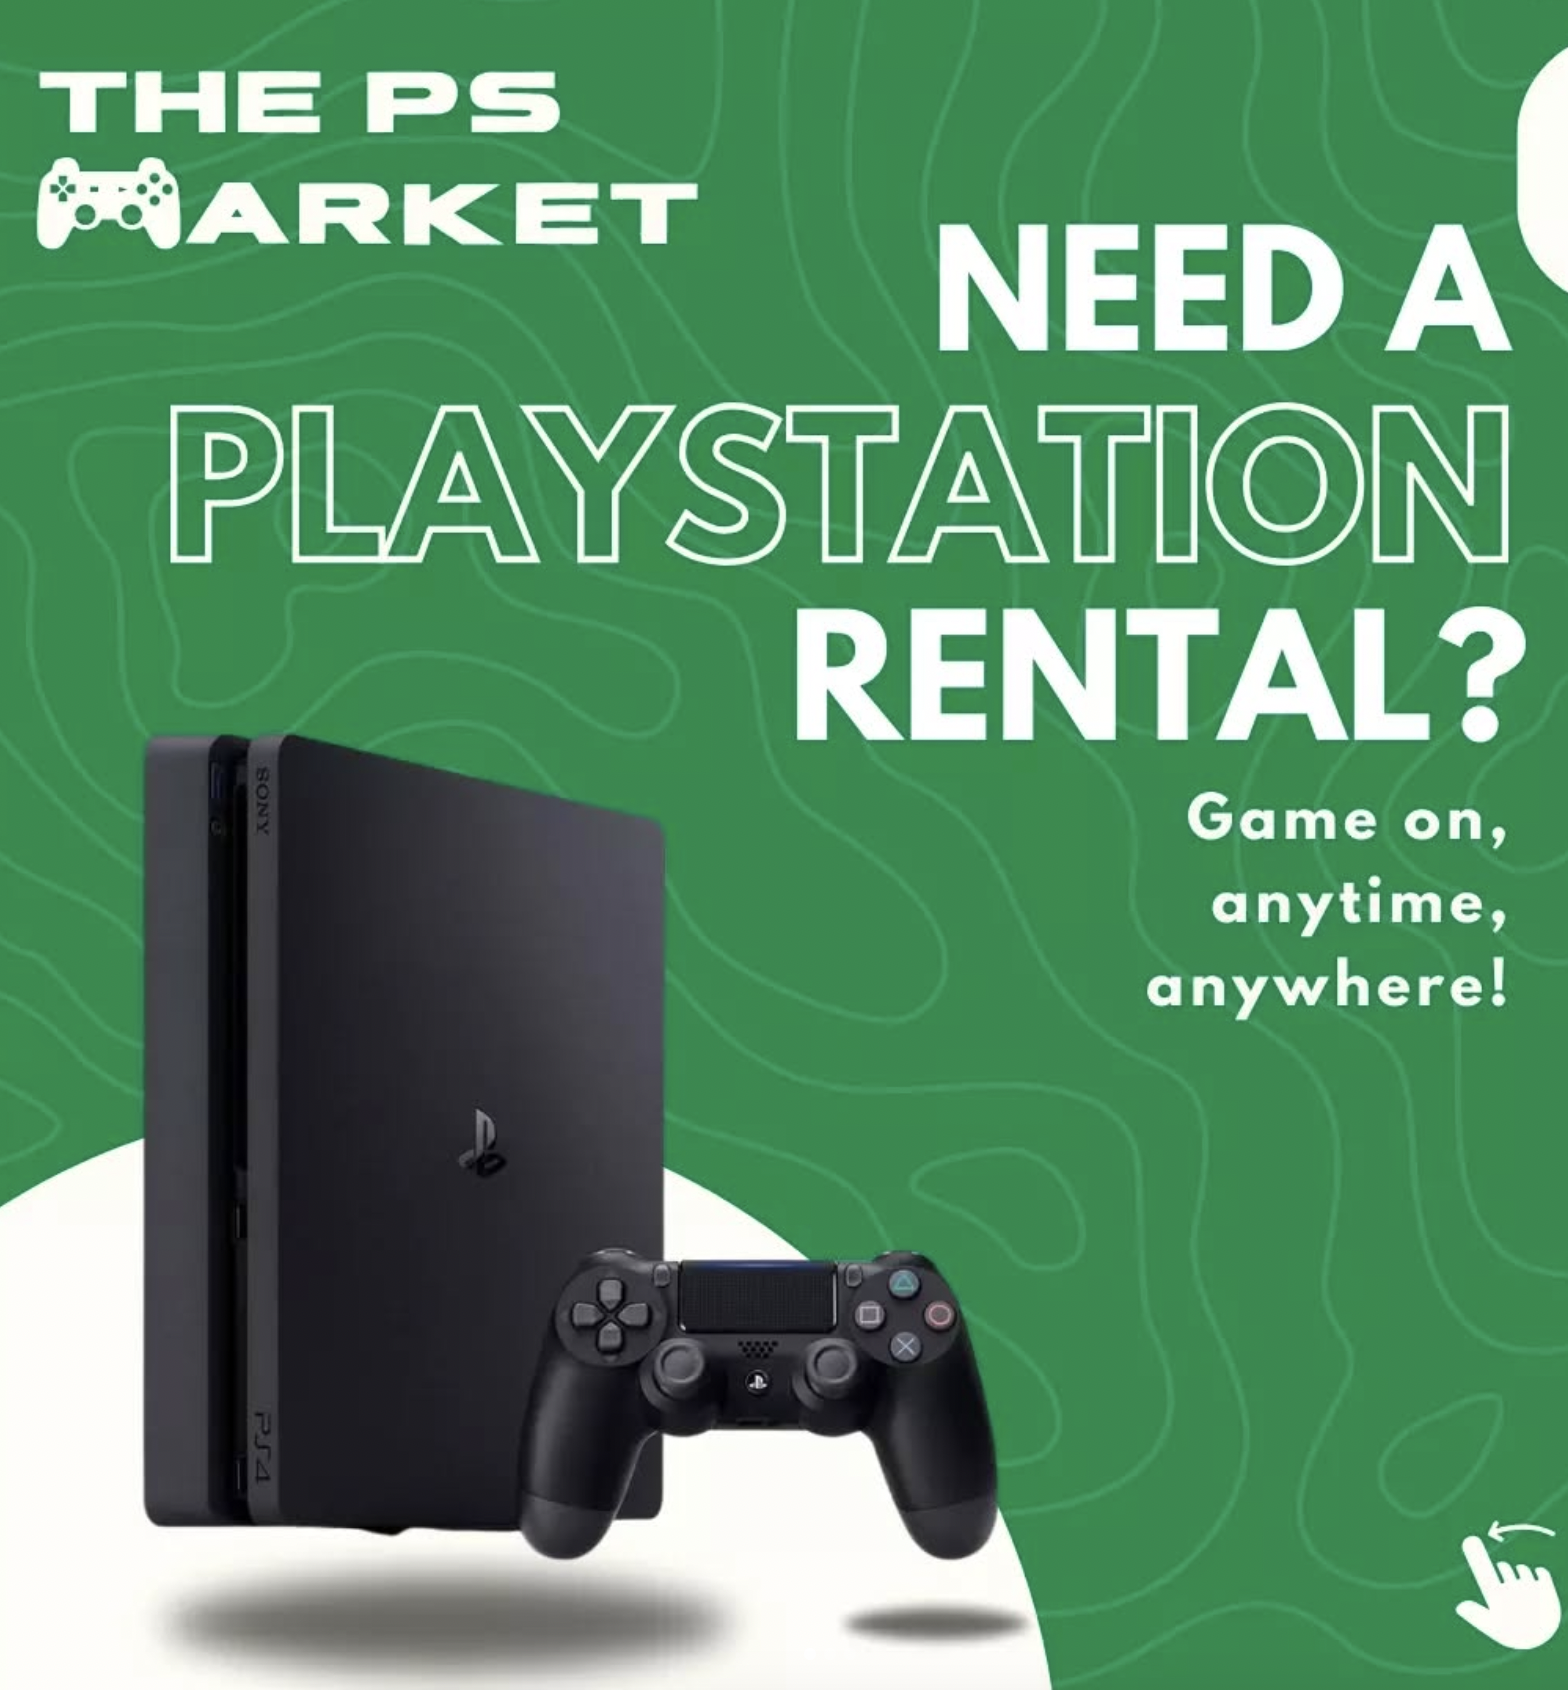 THE PS
MARKET
NEED A
PLAYSTATION
RENTAL?
Game on,
anytime,
anywhere!
SONY
PS4